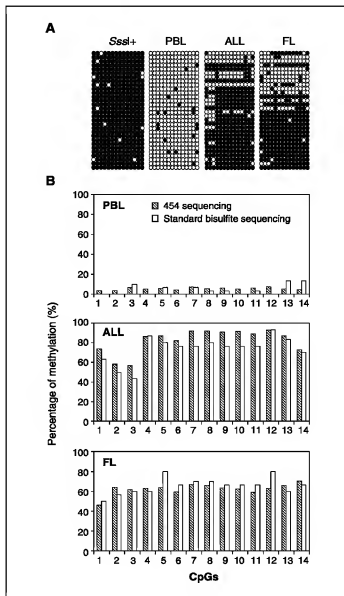 A
SssI+ PBL ALL FL
B
100
80
60
40
20
0
PBL
454 sequencing
Standard bisulfite sequencing
1 2 3 4 5 6 7 8 9 10 11 12 13 14
Percentage of methylation (%)
100
80
60
40
20
0
ALL
1 2 3 4 5 6 7 8 9 10 11 12 13 14
100
80
60
40
20
0
FL
1 2 3 4 5 6 7 8 9 10 11 12 13 14
CpGs